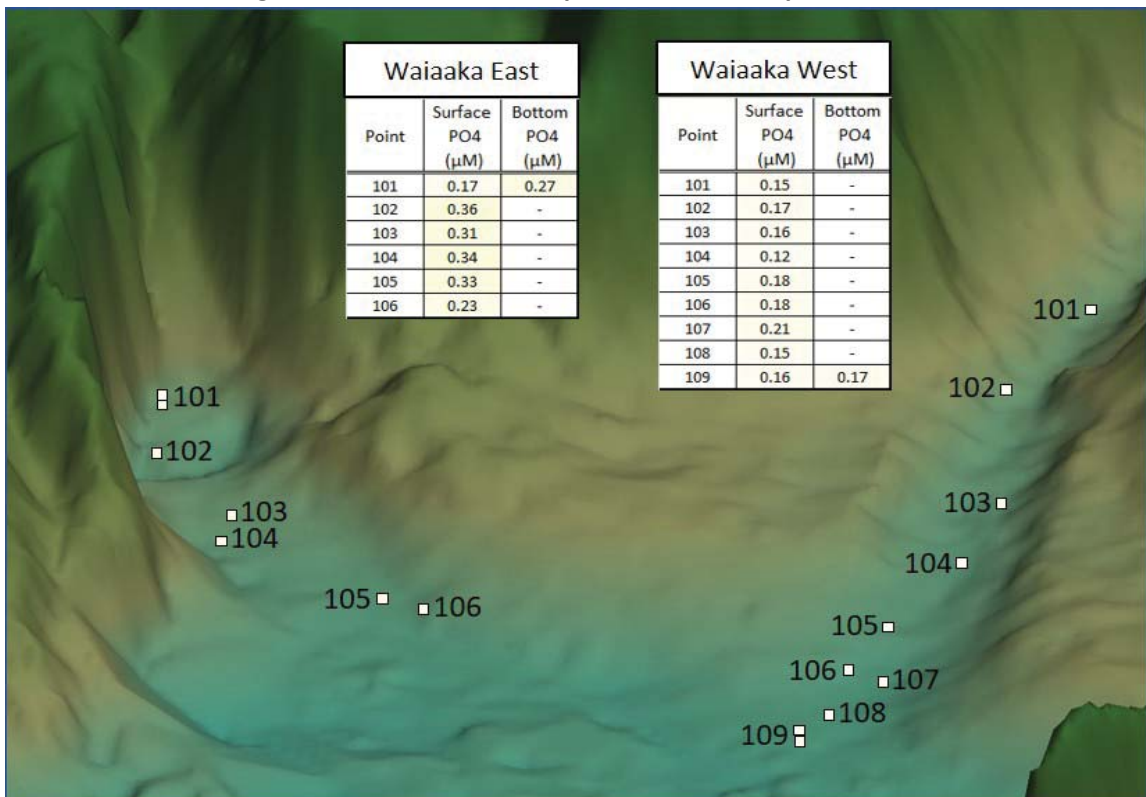 Waiaaka East
Point Surface PO4 (µM) Bottom PO4 (µM)
101 0.17 0.27
102 0.36 -
103 0.31 -
104 0.34 -
105 0.33 -
106 0.23 -
Waiaaka West
Point Surface PO4 (µM) Bottom PO4 (µM)
101 0.15 -
102 0.17 -
103 0.16 -
104 0.12 -
105 0.18 -
106 0.18 -
107 0.21 -
108 0.15 -
109 0.16 0.17
101
102
103
104
105
106
101
102
103
104
105
106
107
108
109